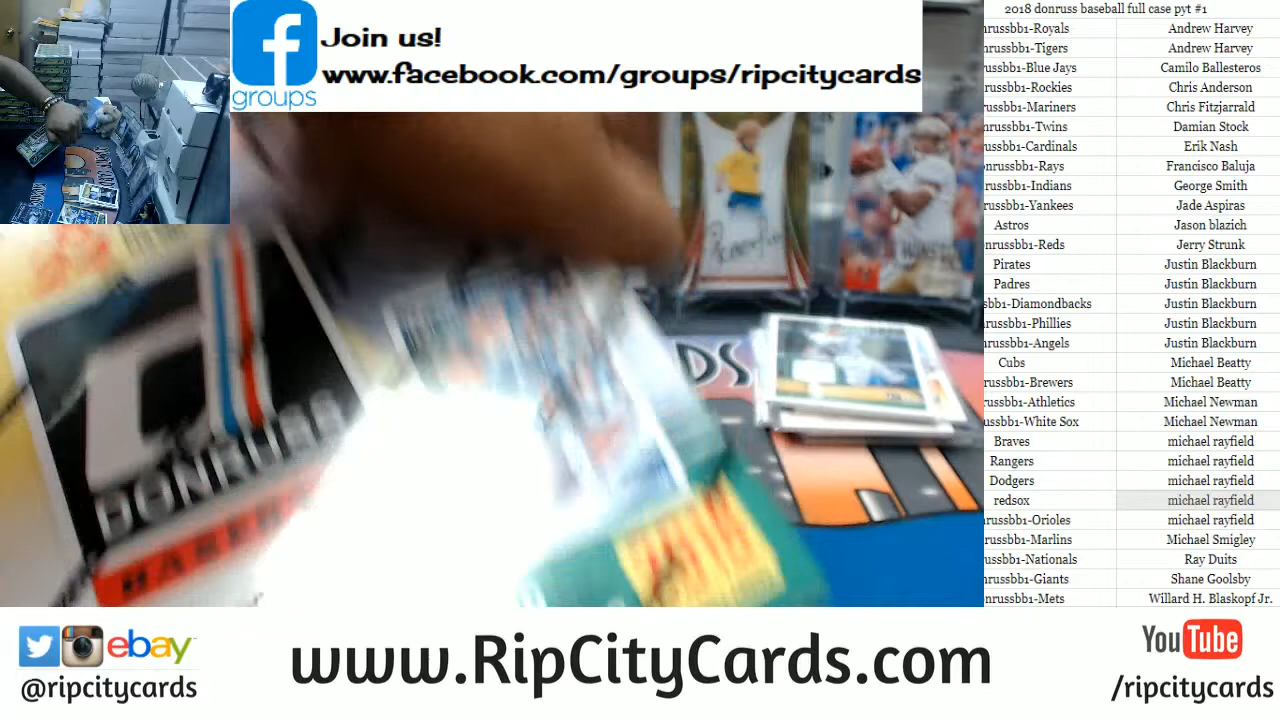 Join us!
www.facebook.com/groups/ripcitycards
groups
2018 donruss baseball full case pyt #1
nrussbb1-Royals Andrew Harvey
nrussbb1-Tigers Andrew Harvey
russbb1-Blue Jays Camilo Ballesteros
russbb1-Rockies Chris Anderson
russbb1-Mariners Chris Fitzjarrald
nrussbb1-Twins Damian Stock
ussbb1-Cardinals Erik Nash
nrussbb1-Rays Francisco Baluja
russbb1-Indians George Smith
russbb1-Yankees Jade Aspiras
Astros Jason blazich
onrussbb1-Reds Jerry Strunk
Pirates Justin Blackburn
Padres Justin Blackburn
sbb1-Diamondbacks Justin Blackburn
russbb1-Phillies Justin Blackburn
nrussbb1-Angels Justin Blackburn
Cubs Michael Beatty
russbb1-Brewers Michael Beatty
russbb1-Athletics Michael Newman
ussbb1-White Sox Michael Newman
Braves michael rayfield
Rangers michael rayfield
Dodgers michael rayfield
redsox michael rayfield
russbb1-Orioles michael rayfield
russbb1-Marlins Michael Smigley
russbb1-Nationals Ray Duits
nrussbb1-Giants Shane Goolsby
onrussbb1-Mets Willard H. Blaskopf Jr.
DONRUSS
DS
ebay
@ripcitycards
www.RipCityCards.com
YouTube
/ripcitycards